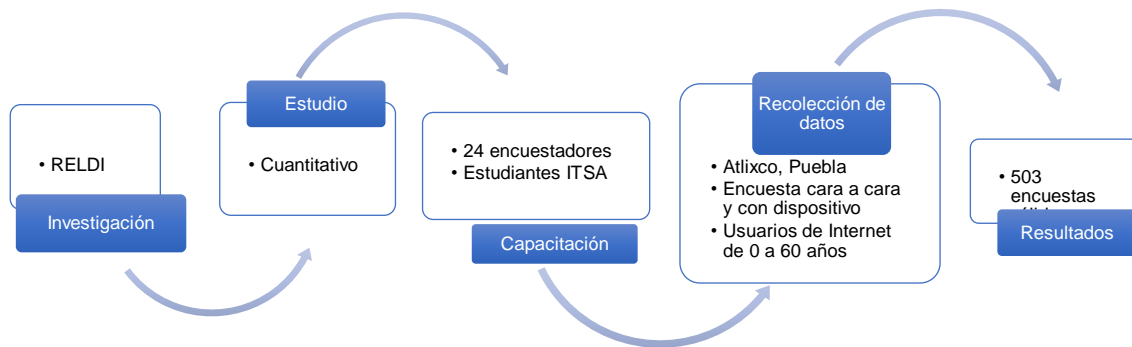 • RELDI
Investigación
Estudio
• Cuantitativo
• 24 encuestadores
• Estudiantes ITSA
Capacitación
Recolección de
datos
• Atlixco, Puebla
• Encuesta cara a cara
y con dispositivo
• Usuarios de Internet
de 0 a 60 años
• 503
encuestas
Resultados